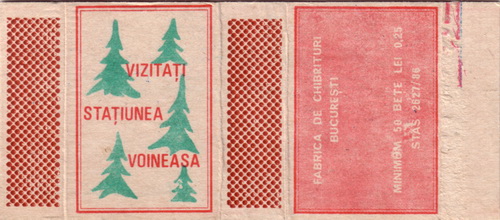 VIZITAȚI
STAȚIUNEA
VOINEASA
FABRICA DE CHIBRITURI
BUCUREȘTI
MINIMUM 50 BEȚE LEI 0,25
STAS 2627/86